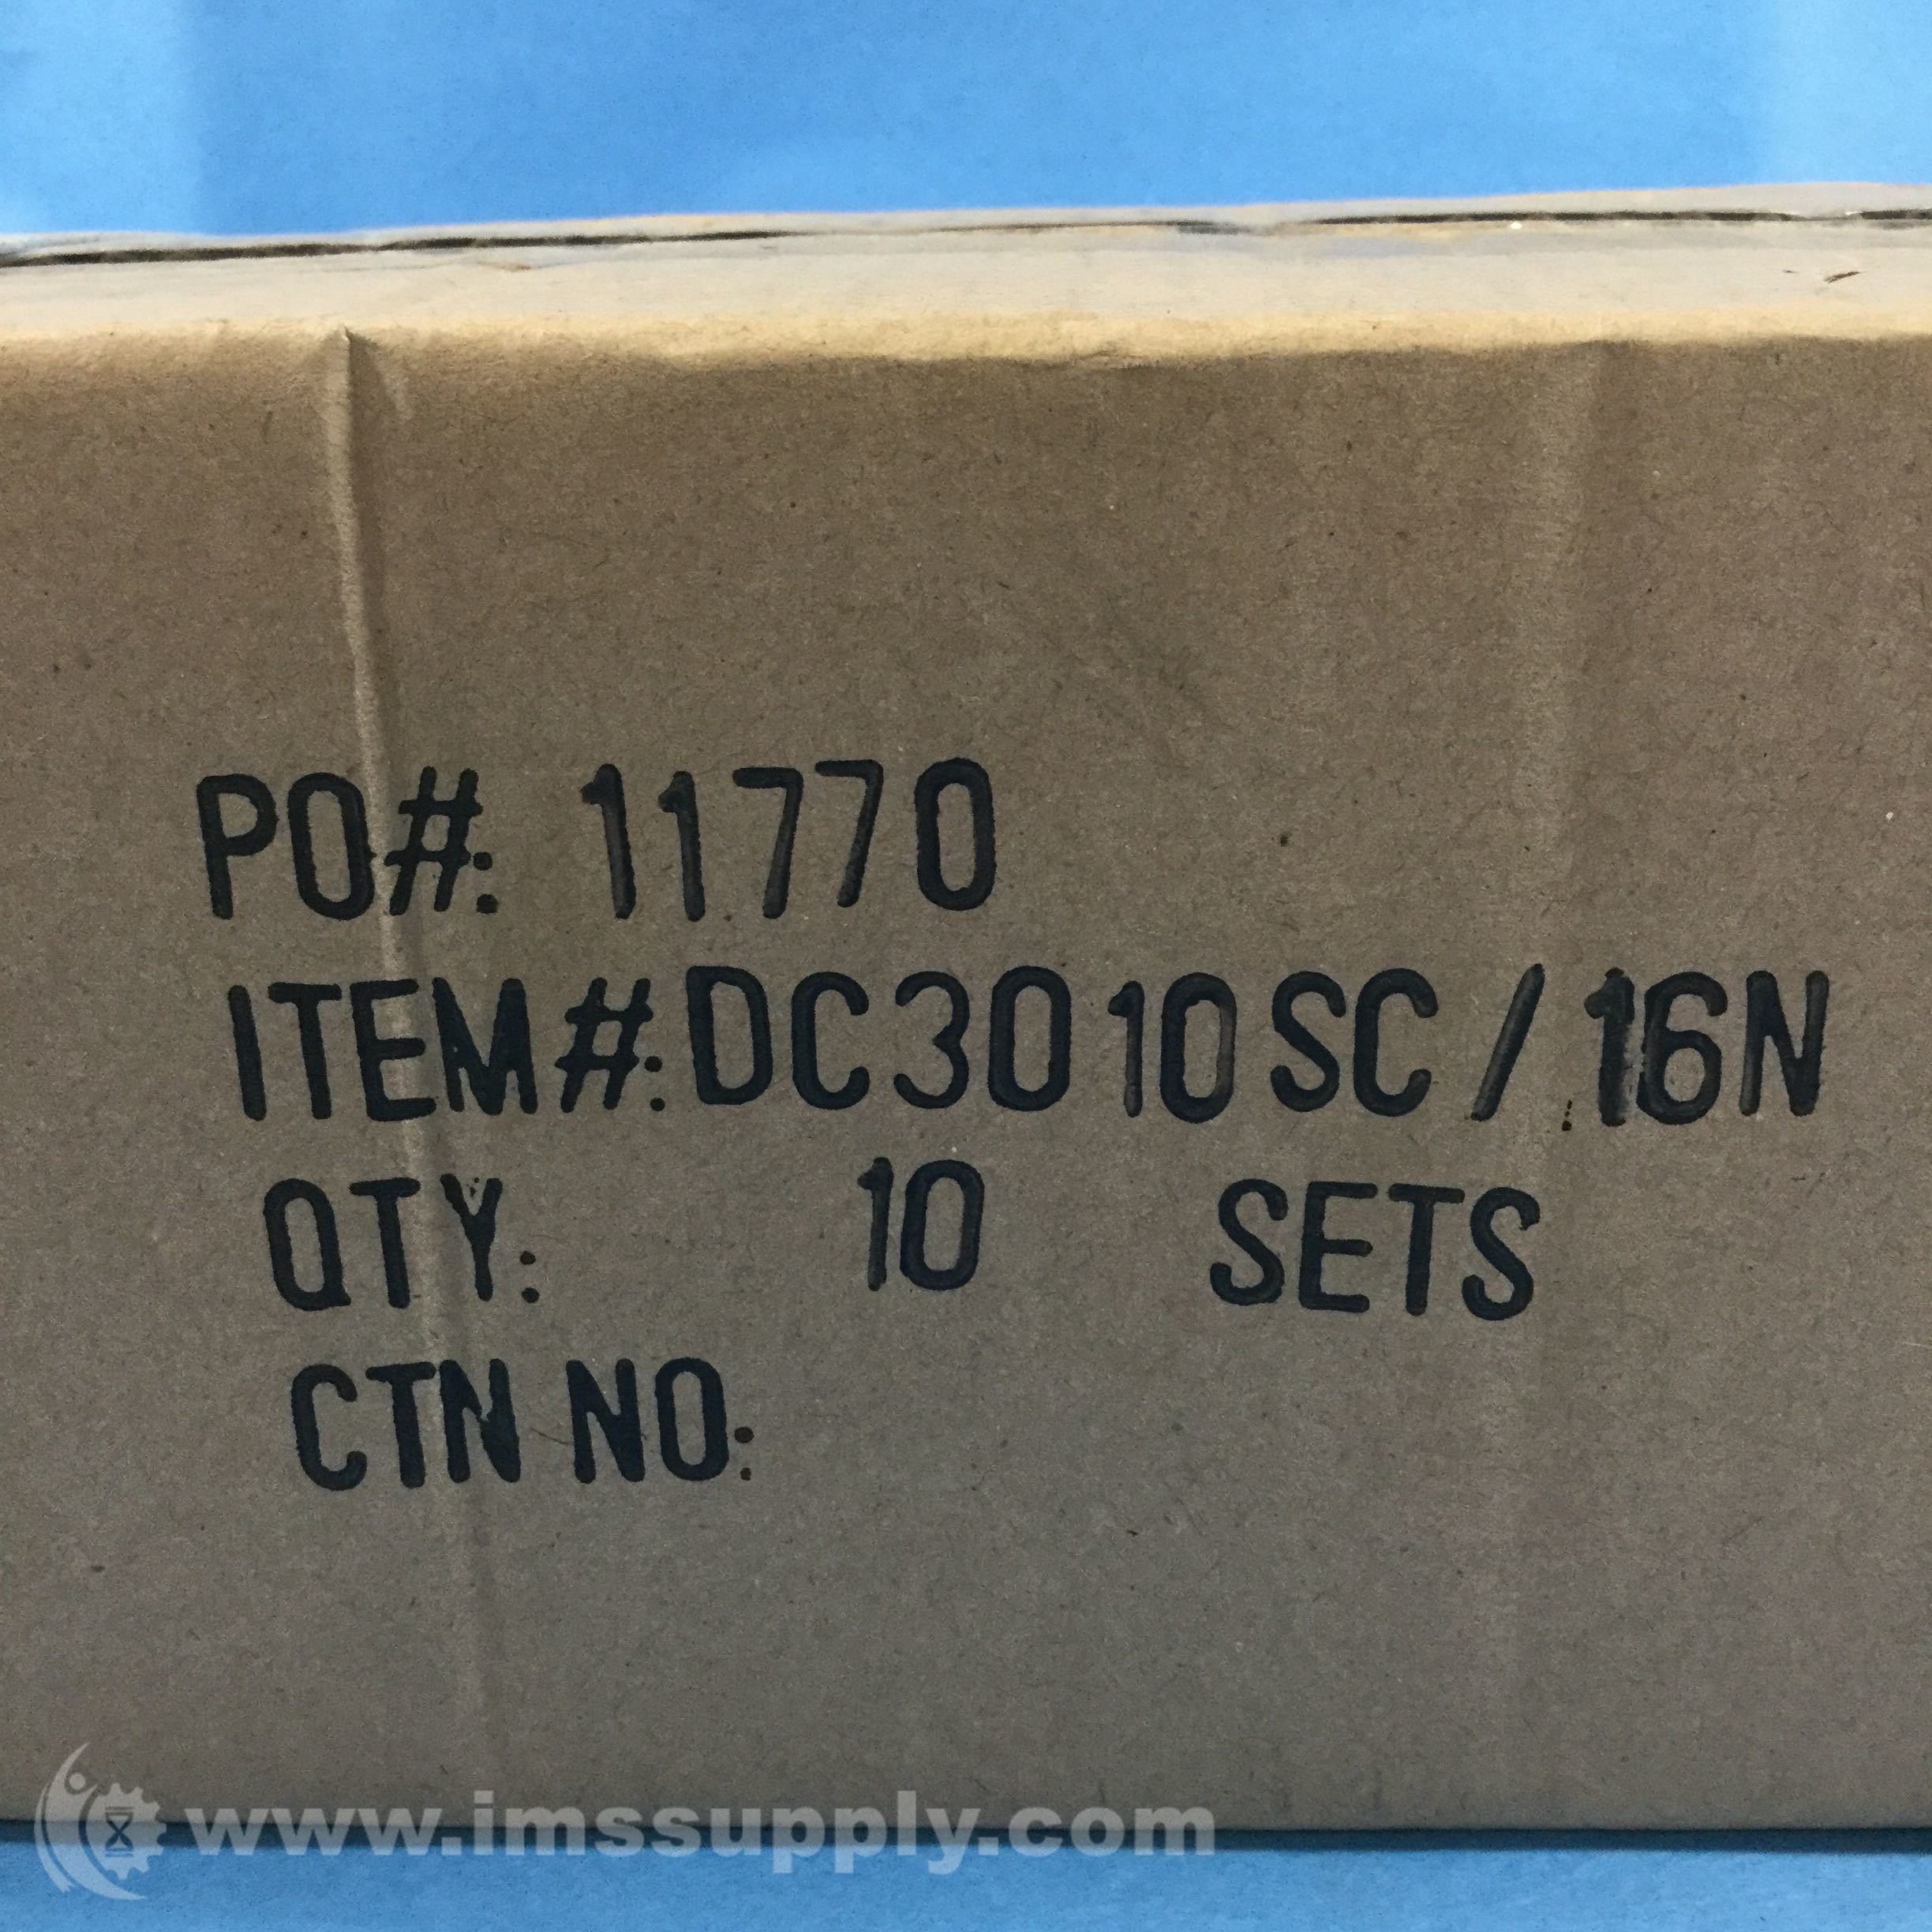 PO#: 11770
ITEM#:DC3010SC / 16N
QTY: 10 SETS
CTN NO:
www.imssupply.com